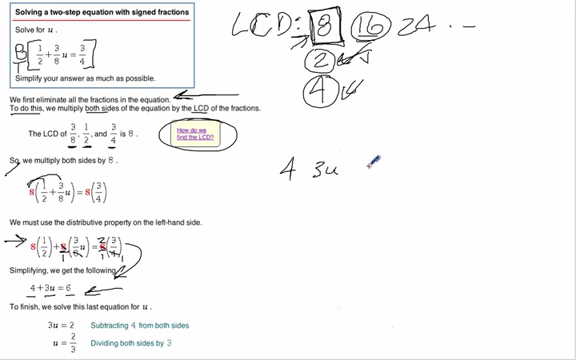 Solving a two-step equation with signed fractions
Solve for u.
8/1 [1/2 + 3/8 u = 3/4]
Simplify your answer as much as possible.
We first eliminate all the fractions in the equation.
To do this, we multiply both sides of the equation by the LCD of the fractions.
The LCD of 3/8, 1/2, and 3/4 is 8.
How do we
find the LCD?
So, we multiply both sides by 8.
8(1/2 + 3/8 u) = 8(3/4)
We must use the distributive property on the left-hand side.
8(1/2) + 8(3/8 u) = 8(3/4)
1 1 2 1 1
Simplifying, we get the following.
4 + 3u = 6
To finish, we solve this last equation for u.
3u = 2 Subtracting 4 from both sides
u = 2/3 Dividing both sides by 3
LCD: 8 16 24 --
2
4
4 3u